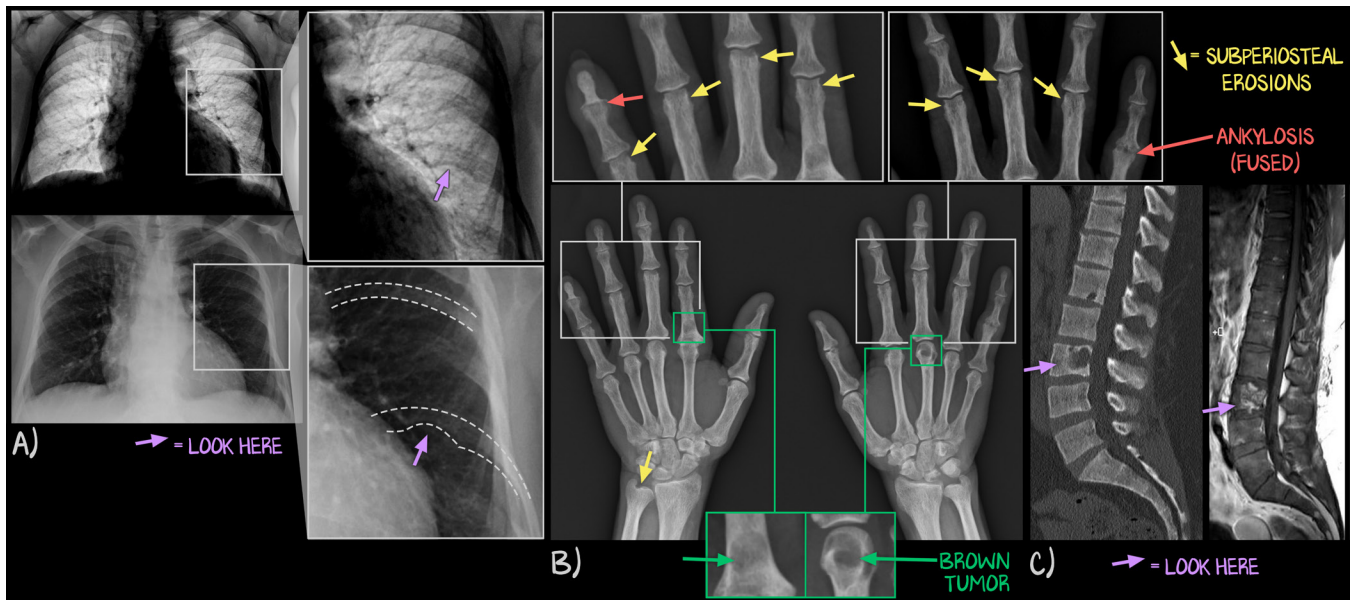 = SUBPERIOSTEAL
EROSIONS
ANKYLOSIS
(FUSED)
A)
= LOOK HERE
B)
BROWN
TUMOR
C)
= LOOK HERE